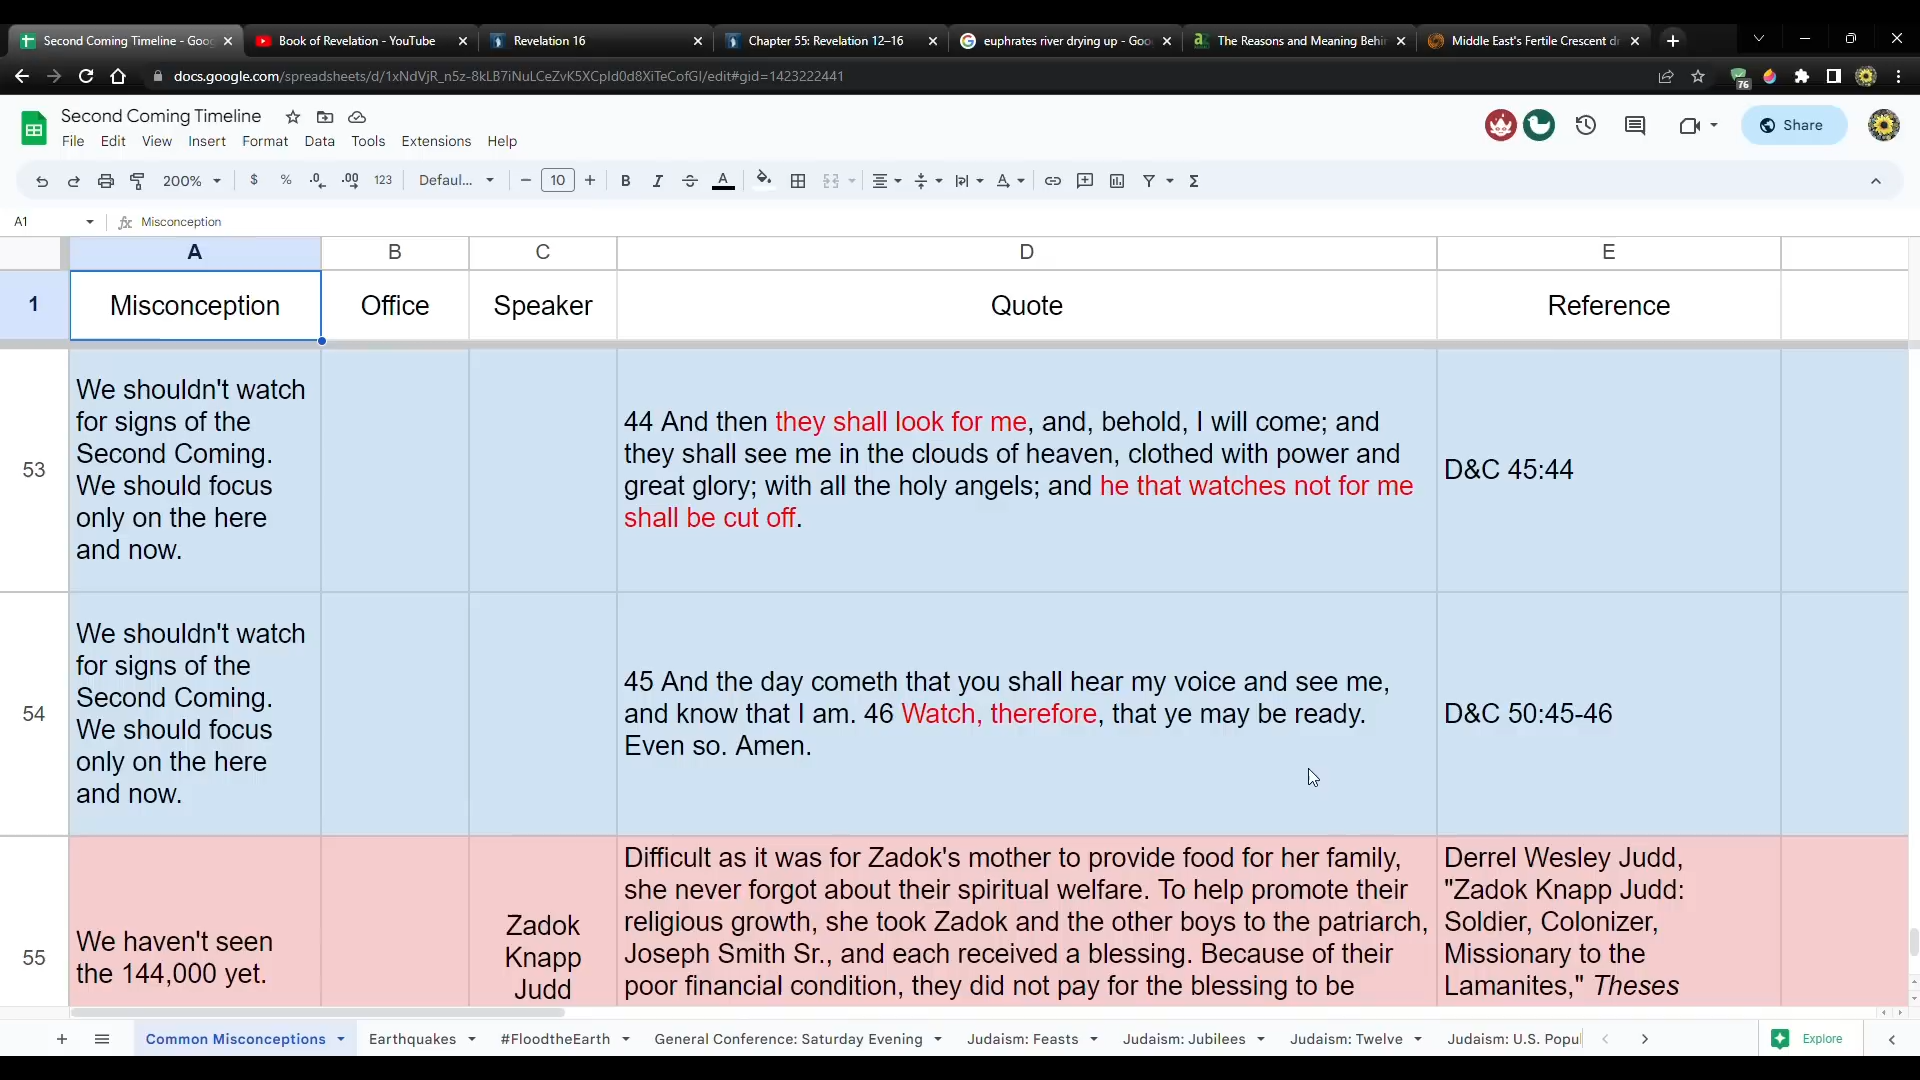 Second Coming Timeline - Goog
Book of Revelation - YouTube
Revelation 16
Chapter 55: Revelation 12–16
euphrates river drying up - Goo
The Reasons and Meaning Behi
Middle East's Fertile Crescent d
docs.google.com/spreadsheets/d/1xNdVjR_n5z-8kLB7iNuLCeZvK5XCpId0d8XiTeCofGI/edit#gid=1423222441
76
Second Coming Timeline
File Edit View Insert Format Data Tools Extensions Help
Share
200% $ % .0 .00 123 Defaul... 10 B I A
A1 fx Misconception
A B C D E
1 Misconception Office Speaker Quote Reference
53
We shouldn't watch
for signs of the
Second Coming.
We should focus
only on the here
and now.
44 And then they shall look for me, and, behold, I will come; and
they shall see me in the clouds of heaven, clothed with power and
great glory; with all the holy angels; and he that watches not for me
shall be cut off.
D&C 45:44
54
We shouldn't watch
for signs of the
Second Coming.
We should focus
only on the here
and now.
45 And the day cometh that you shall hear my voice and see me,
and know that I am. 46 Watch, therefore, that ye may be ready.
Even so. Amen.
D&C 50:45-46
55
We haven't seen
the 144,000 yet.
Zadok
Knapp
Judd
Difficult as it was for Zadok's mother to provide food for her family,
she never forgot about their spiritual welfare. To help promote their
religious growth, she took Zadok and the other boys to the patriarch,
Joseph Smith Sr., and each received a blessing. Because of their
poor financial condition, they did not pay for the blessing to be
Derrel Wesley Judd,
"Zadok Knapp Judd:
Soldier, Colonizer,
Missionary to the
Lamanites," Theses
Common Misconceptions Earthquakes #FloodtheEarth General Conference: Saturday Evening Judaism: Feasts Judaism: Jubilees Judaism: Twelve Judaism: U.S. Popul
Explore